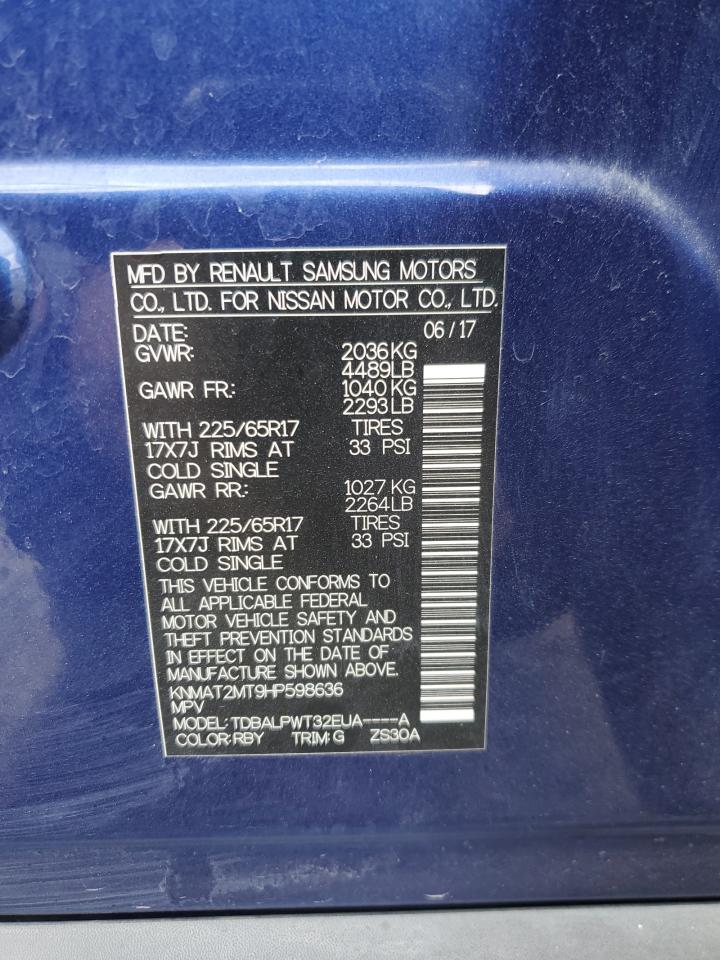 MFD BY RENAULT SAMSUNG MOTORS
CO., LTD. FOR NISSAN MOTOR CO., LTD.
DATE: 06/17
GVWR: 2036KG
4489LB
GAWR FR: 1040KG
2293LB
WITH 225/65R17 TIRES
17X7J RIMS AT 33 PSI
COLD SINGLE
GAWR RR: 1027KG
2264LB
WITH 225/65R17 TIRES
17X7J RIMS AT 33 PSI
COLD SINGLE
THIS VEHICLE CONFORMS TO
ALL APPLICABLE FEDERAL
MOTOR VEHICLE SAFETY AND
THEFT PREVENTION STANDARDS
IN EFFECT ON THE DATE OF
MANUFACTURE SHOWN ABOVE.
KNMAT2MT9HP598636
MPV
MODEL: TDBALPWT32EUA----A
COLOR:RBY TRIM:G ZS30A